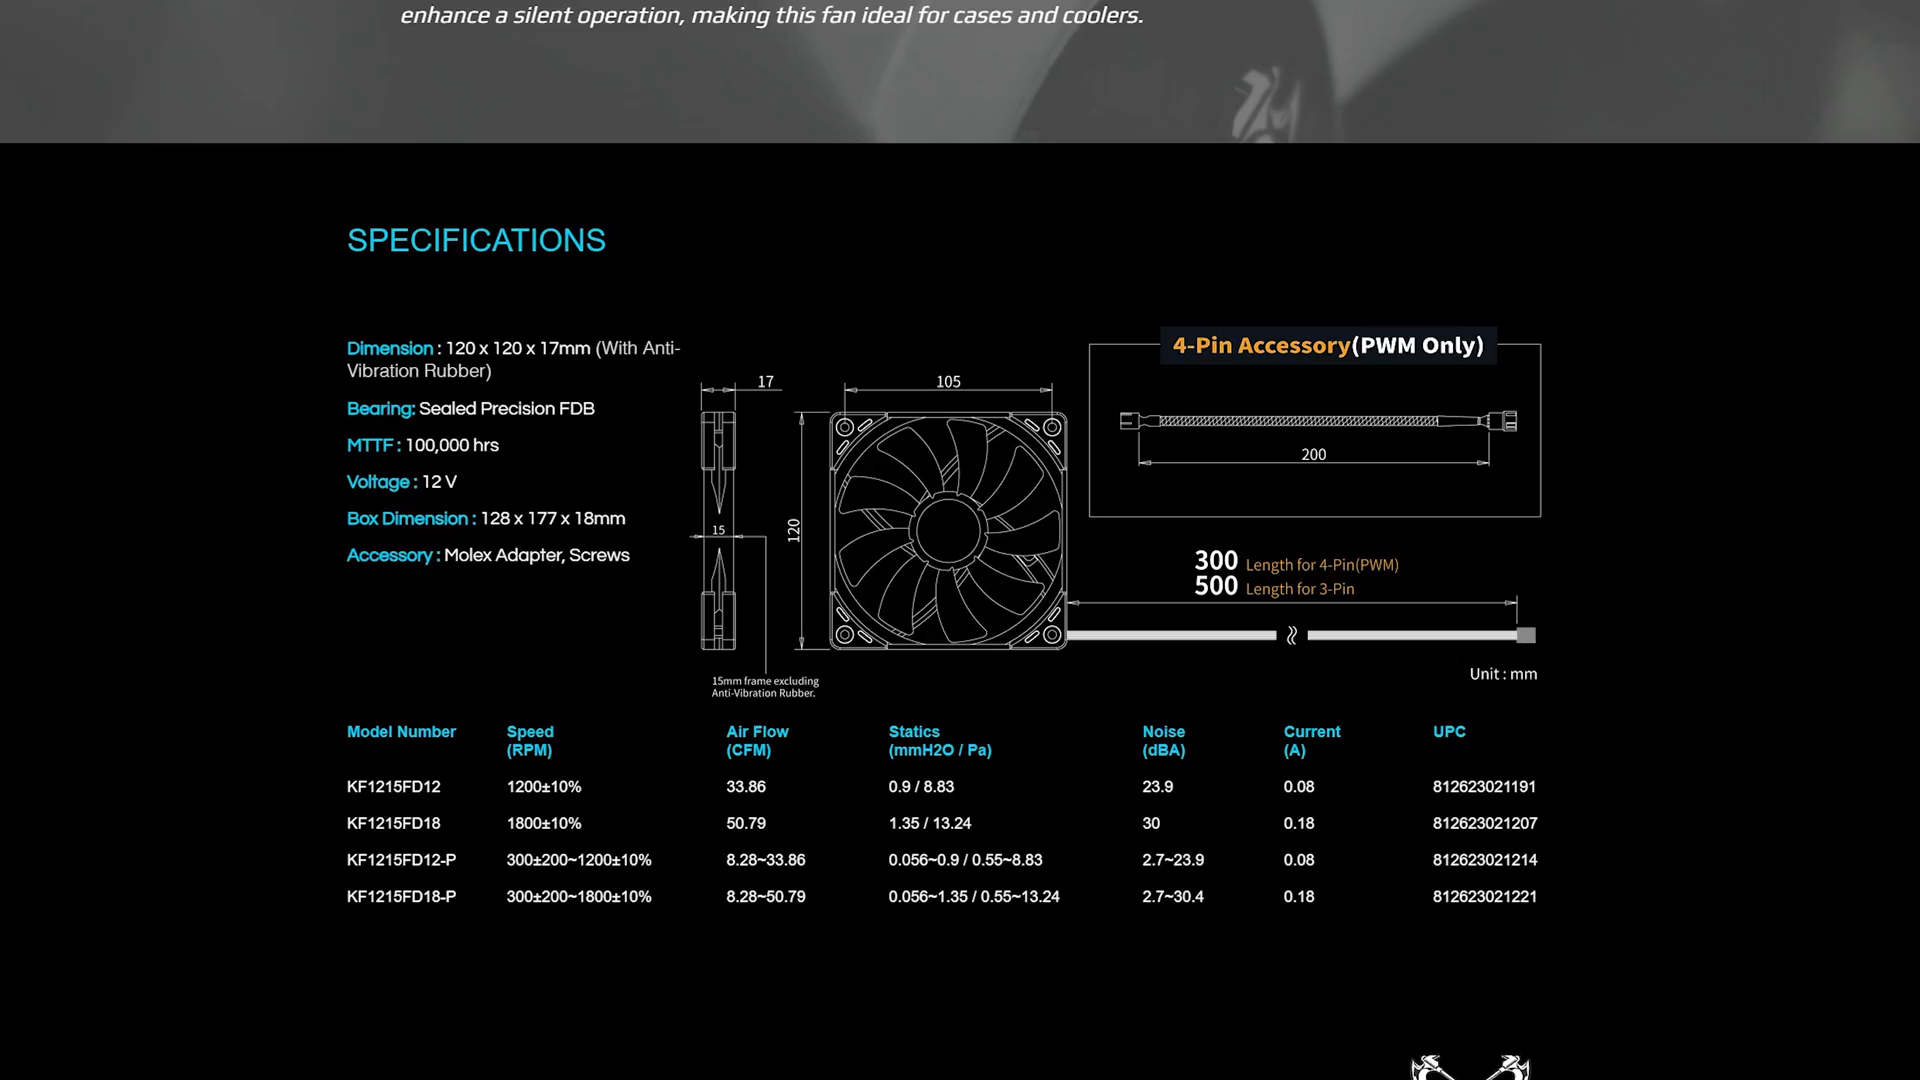 enhance a silent operation, making this fan ideal for cases and coolers.
SPECIFICATIONS
Dimension : 120 x 120 x 17mm (With Anti-
Vibration Rubber)
Bearing: Sealed Precision FDB
MTTF : 100,000 hrs
Voltage : 12 V
Box Dimension : 128 x 177 x 18mm
Accessory : Molex Adapter, Screws
17
15
15mm frame excluding
Anti-Vibration Rubber.
105
120
4-Pin Accessory(PWM Only)
200
300 Length for 4-Pin(PWM)
500 Length for 3-Pin
Unit : mm
Model Number Speed (RPM) Air Flow (CFM) Statics (mmH2O / Pa) Noise (dBA) Current (A) UPC
KF1215FD12 1200±10% 33.86 0.9 / 8.83 23.9 0.08 812623021191
KF1215FD18 1800±10% 50.79 1.35 / 13.24 30 0.18 812623021207
KF1215FD12-P 300±200~1200±10% 8.28~33.86 0.056~0.9 / 0.55~8.83 2.7~23.9 0.08 812623021214
KF1215FD18-P 300±200~1800±10% 8.28~50.79 0.056~1.35 / 0.55~13.24 2.7~30.4 0.18 812623021221